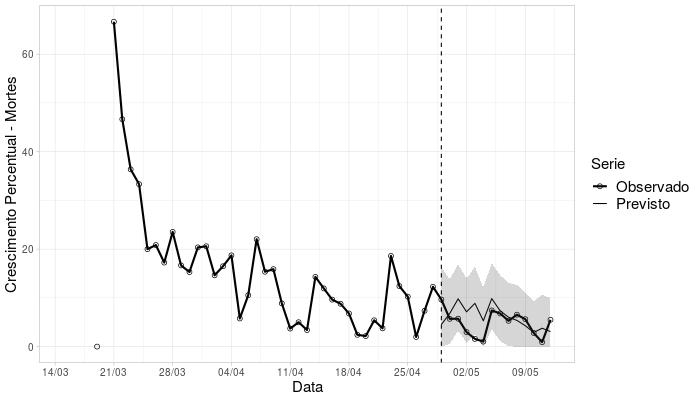 Crescimento Percentual - Mortes
60
40
20
0
14/03 21/03 28/03 04/04 11/04 18/04 25/04 02/05 09/05
Data
Serie
Observado
Previsto